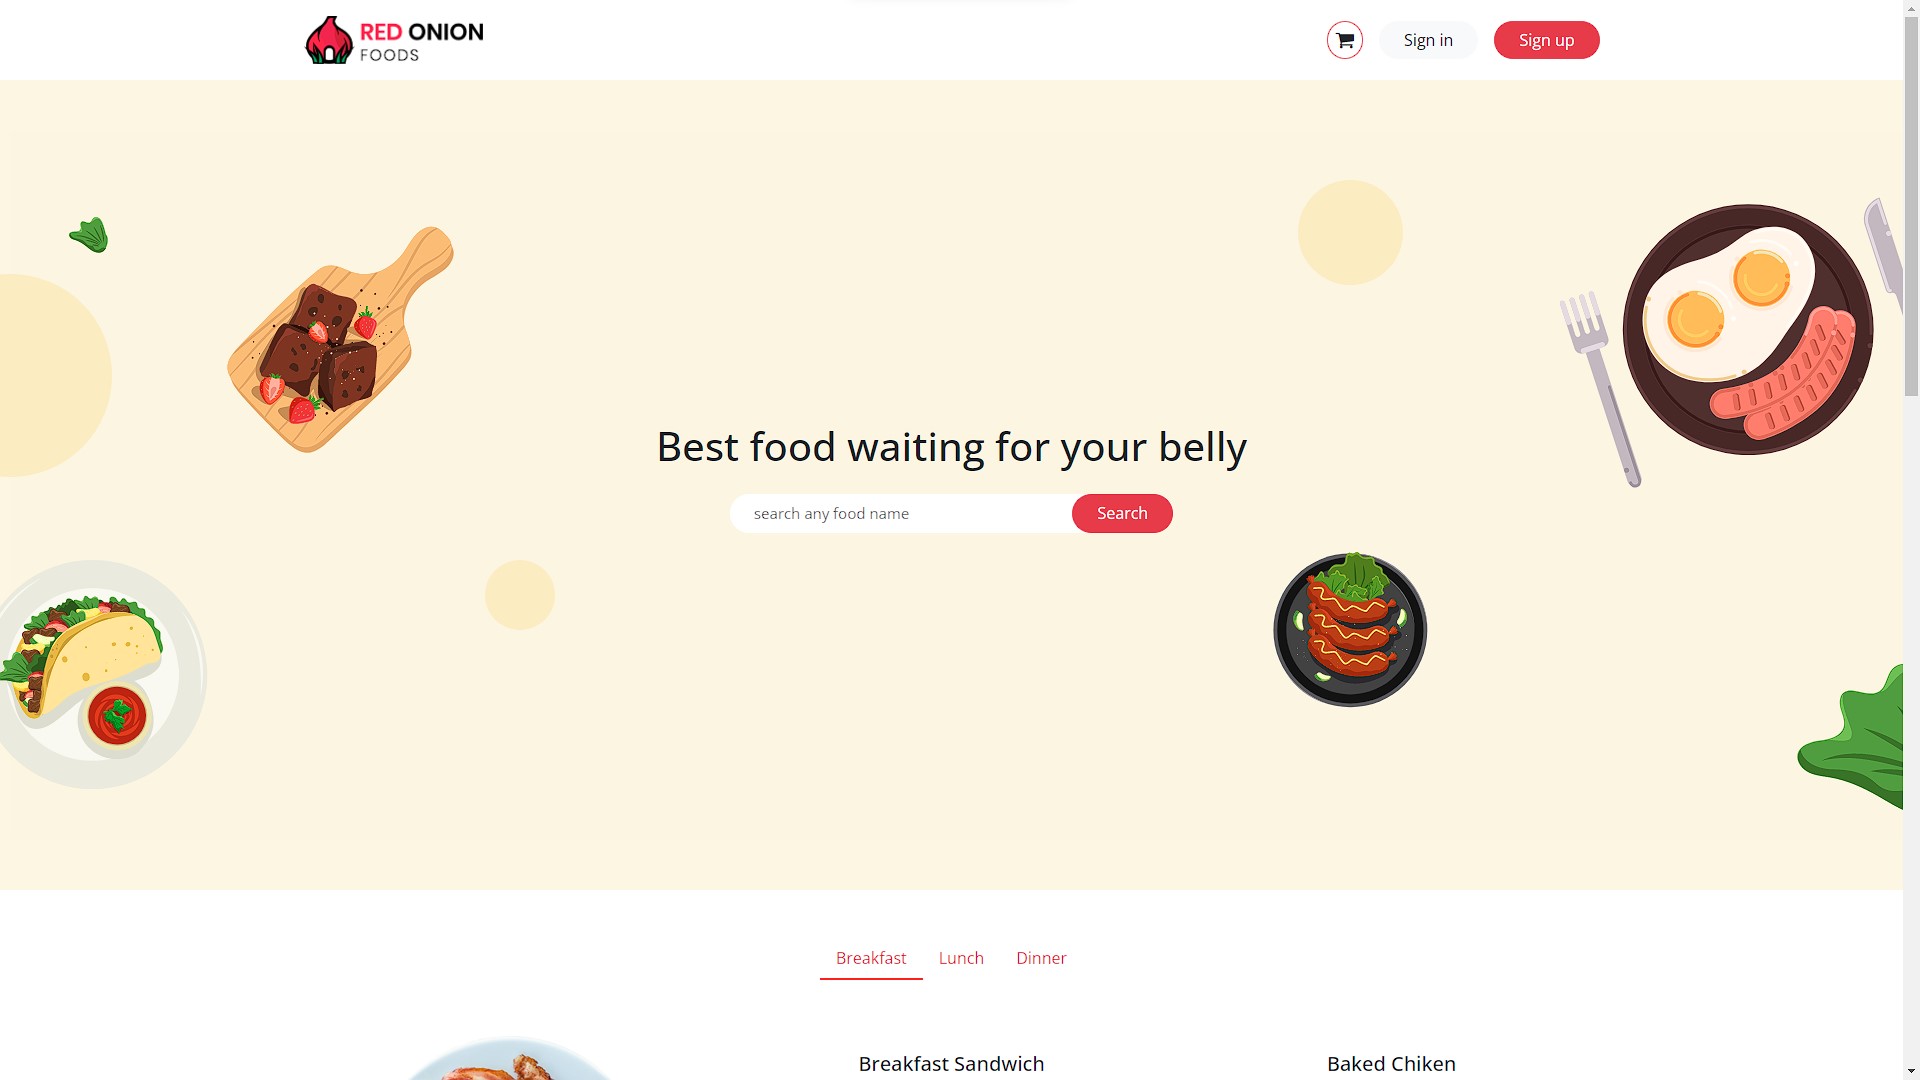 RED ONION
FOODS
Sign in
Sign up
Best food waiting for your belly
search any food name
Search
Breakfast
Lunch
Dinner
Breakfast Sandwich
Baked Chiken